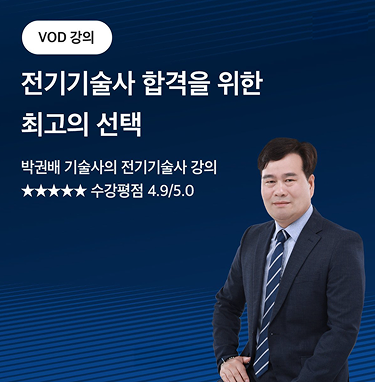 VOD 강의
전기기술사 합격을 위한
최고의 선택
박권배 기술사의 전기기술사 강의
★★★★★ 수강평점 4.9/5.0